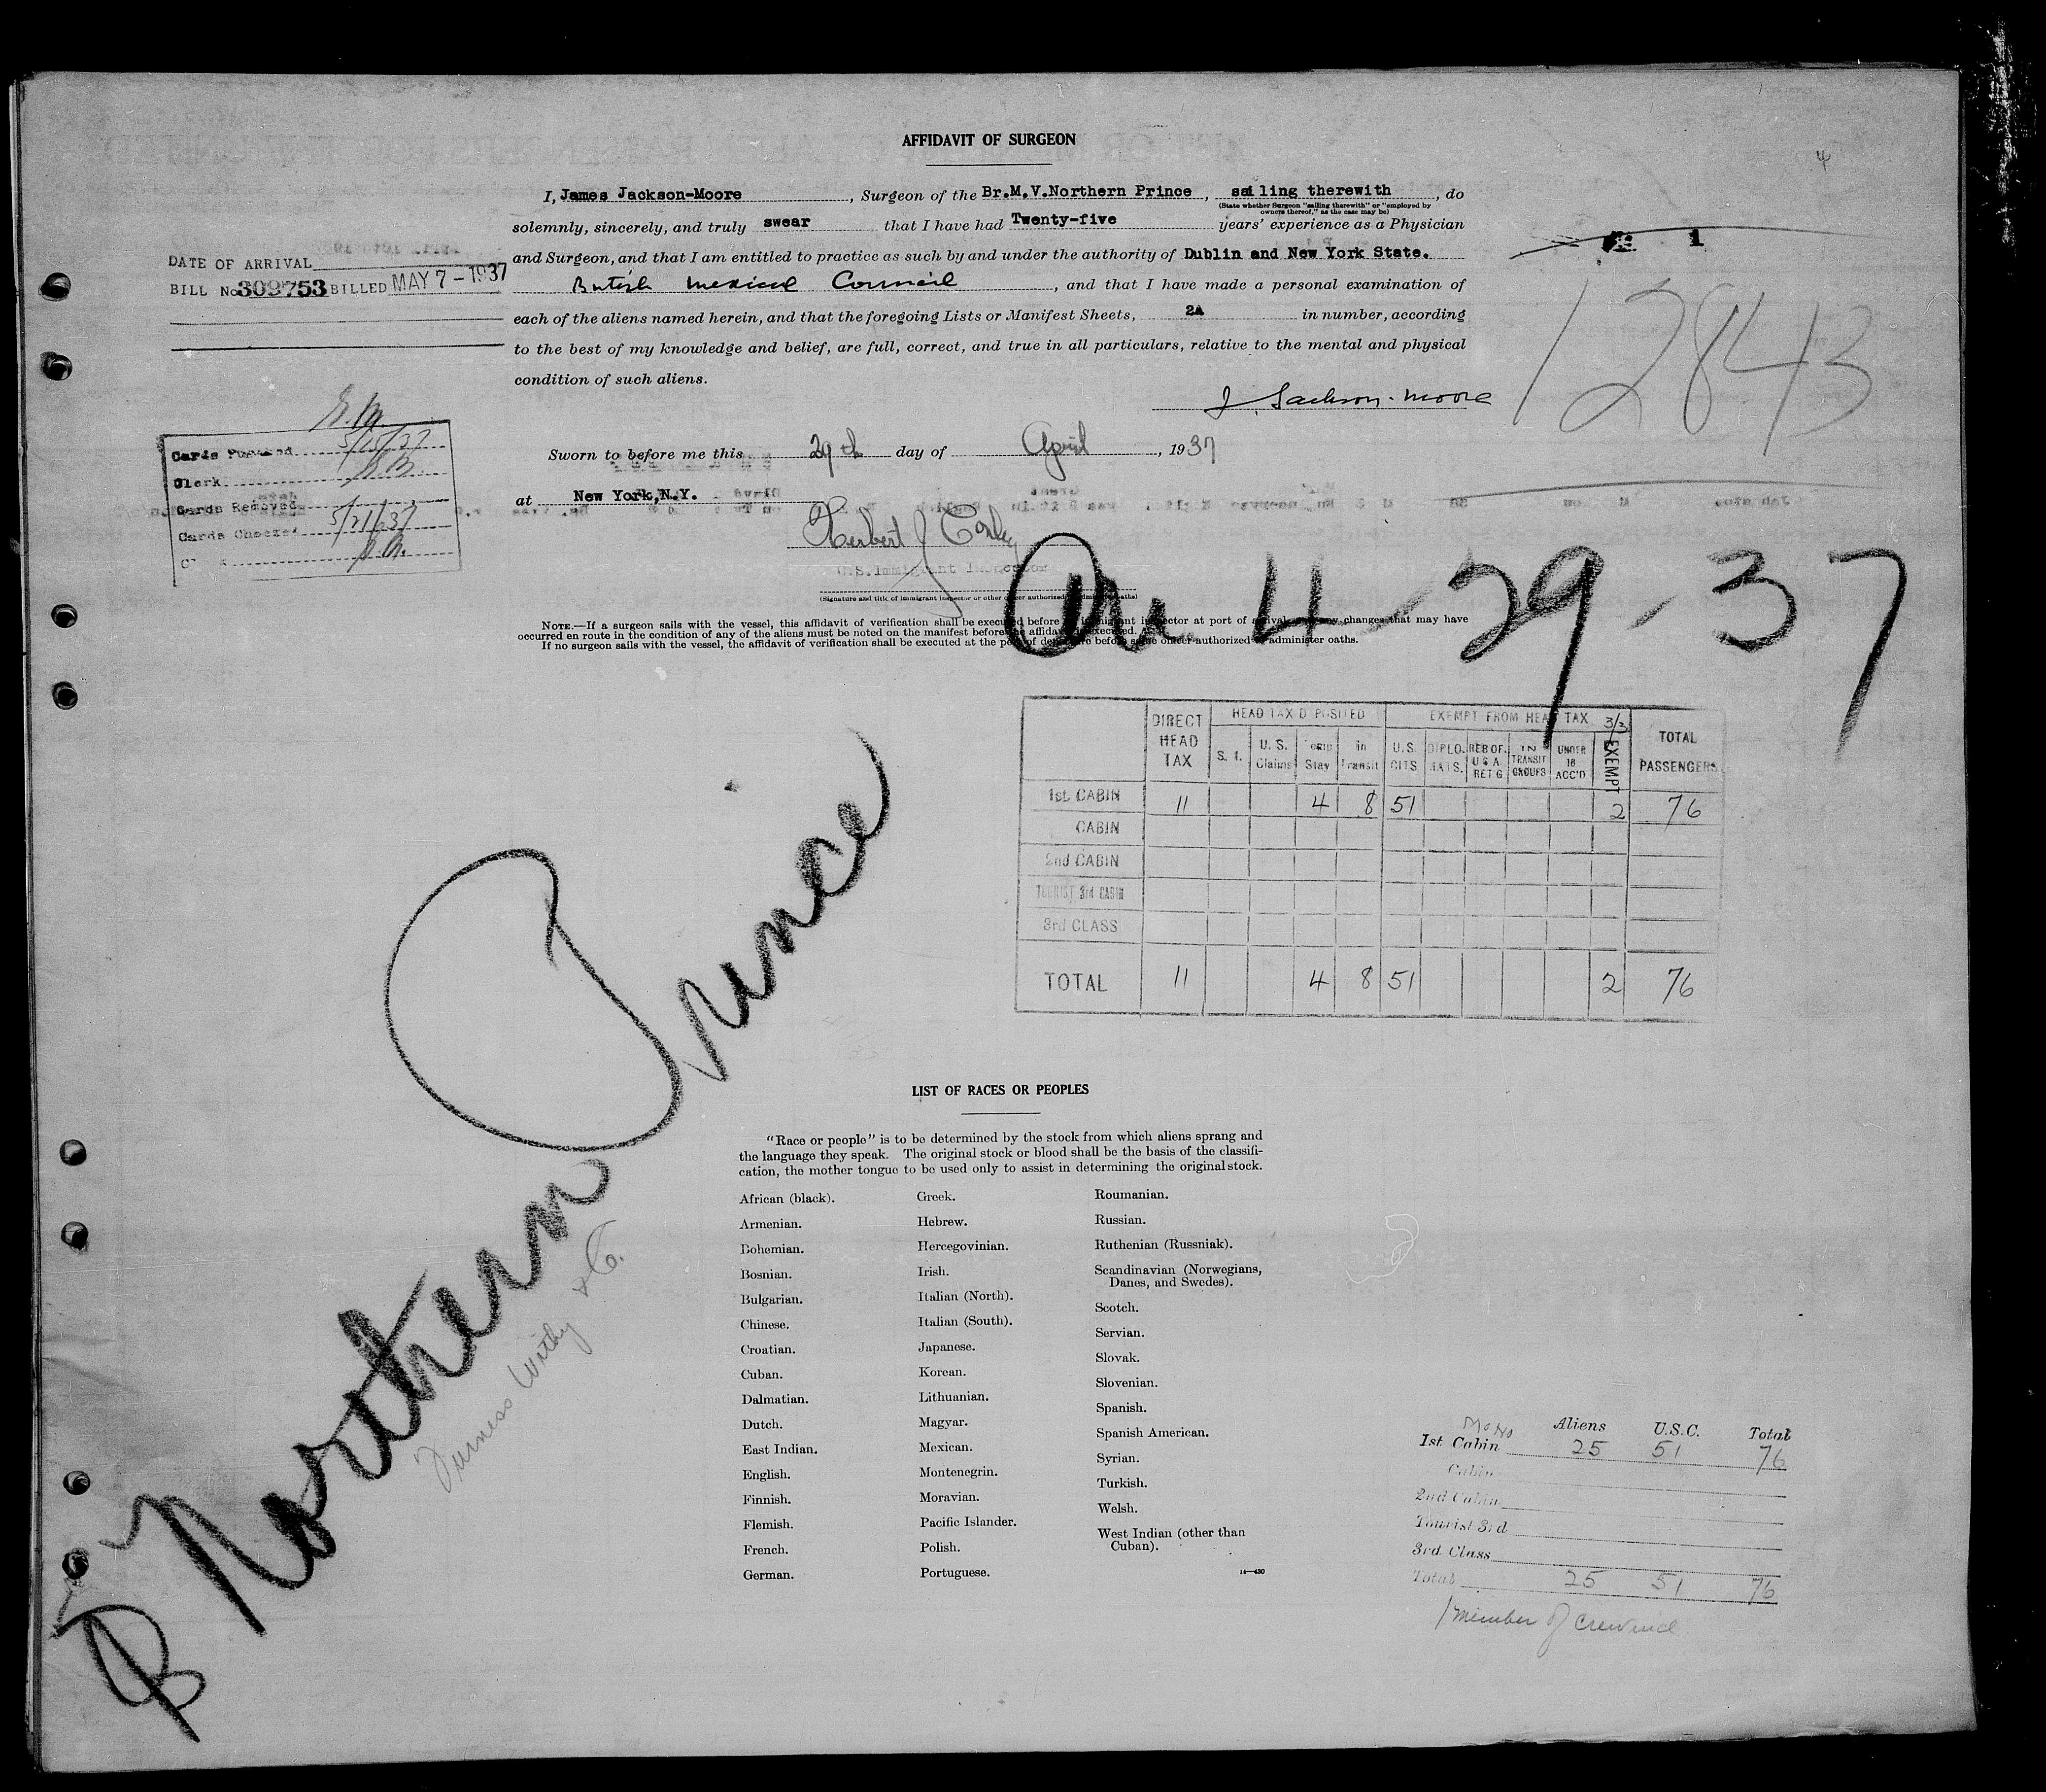 AFFIDAVIT OF SURGEON
I, James Jackson-Moore, Surgeon of the Br.M.V.Northern Prince, sailing therewith, do
(State whether Surgeon "sailing therewith" or "employed by
owners thereof," as the case may be)
solemnly, sincerely, and truly swear that I have had Twenty-five years' experience as a Physician
and Surgeon, and that I am entitled to practice as such by and under the authority of Dublin and New York State.
British Medical Council, and that I have made a personal examination of
each of the aliens named herein, and that the foregoing Lists or Manifest Sheets, 2A in number, according
to the best of my knowledge and belief, are full, correct, and true in all particulars, relative to the mental and physical
condition of such aliens.
J. Jackson-Moore
Sworn to before me this 29th day of April, 1937
at New York, N.Y.
Herbert J
U.S. Immigrant Inspector
(Signature and title of immigrant inspector or other officer authorized to administer oaths)
NOTE.—If a surgeon sails with the vessel, this affidavit of verification shall be executed before immigrant inspector at port of arrival, any changes that may have
occurred en route in the condition of any of the aliens must be noted on the manifest before the affidavit is executed.
If no surgeon sails with the vessel, the affidavit of verification shall be executed at the port of departure before some officer authorized to administer oaths.
DATE OF ARRIVAL
BILL No. 309753 BILLED MAY 7 - 1937
G.M.
Cards Punched 5/15/37
Clerk
Cards Removed
Cards Checked 5/21/37
1
12843
Arr 4-29-37
DIRECT HEAD TAX
HEAD TAX DEPOSITED
EXEMPT FROM HEAD TAX
3/3
TOTAL PASSENGERS
S. I.
U. S. Claims
Temp Stay
in Transit
U.S. CITS
DIPLO. MATS.
REB OF. U S A RET G
IN TRANSIT GROUPS
UNDER 16 ACC'D
EXEMPT
1st CABIN 11 4 8 51 2 76
CABIN
2nd CABIN
TOURIST 3rd CABIN
3rd CLASS
TOTAL 11 4 8 51 2 76
B Northern Prince
Furness Withy & Co.
LIST OF RACES OR PEOPLES
"Race or people" is to be determined by the stock from which aliens sprang and
the language they speak. The original stock or blood shall be the basis of the classifi-
cation, the mother tongue to be used only to assist in determining the original stock.
African (black).
Armenian.
Bohemian.
Bosnian.
Bulgarian.
Chinese.
Croatian.
Cuban.
Dalmatian.
Dutch.
East Indian.
English.
Finnish.
Flemish.
French.
German.
Greek.
Hebrew.
Hercegovinian.
Irish.
Italian (North).
Italian (South).
Japanese.
Korean.
Lithuanian.
Magyar.
Mexican.
Montenegrin.
Moravian.
Pacific Islander.
Polish.
Portuguese.
Roumanian.
Russian.
Ruthenian (Russniak).
Scandinavian (Norwegians,
Danes, and Swedes).
Scotch.
Servian.
Slovak.
Slovenian.
Spanish.
Spanish American.
Syrian.
Turkish.
Welsh.
West Indian (other than
Cuban).
14—430
Aliens U.S.C. Total
1st Cabin 25 51 76
Cabin
2nd Cabin
Tourist 3rd
3rd Class
Total 25 51 76
1 member of crew incl